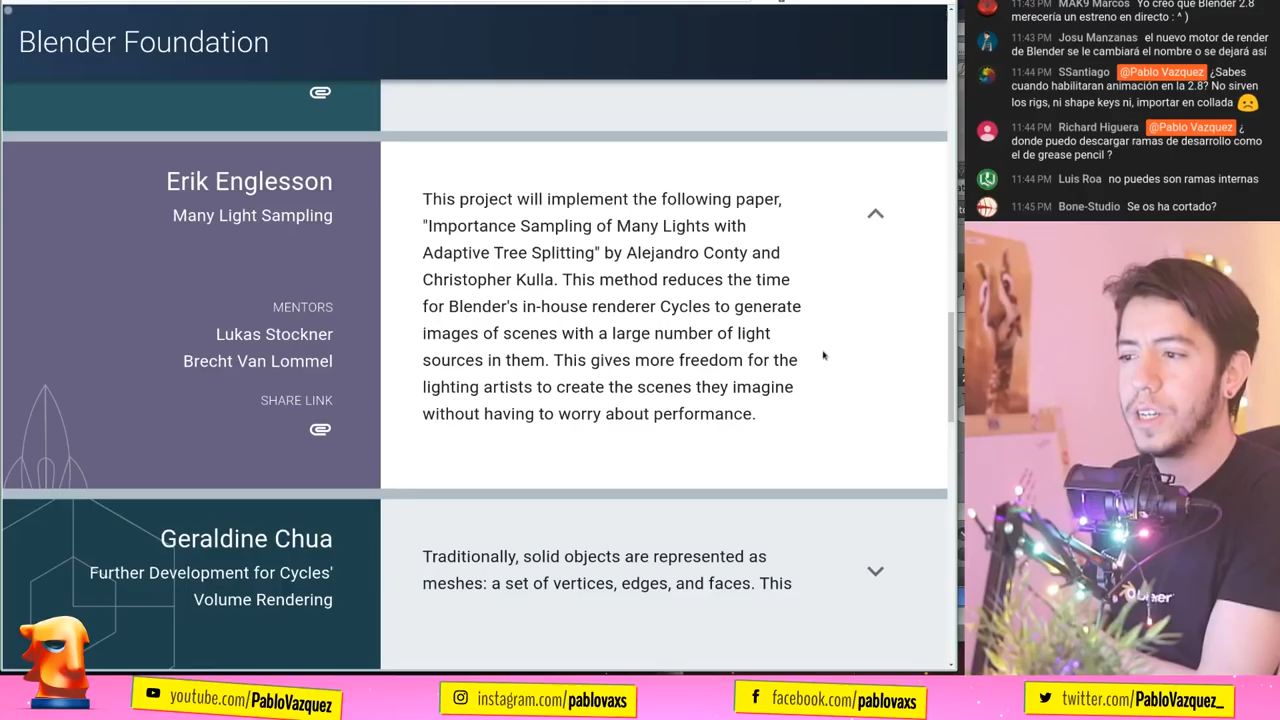 Blender Foundation
Erik Englesson
Many Light Sampling
MENTORS
Lukas Stockner
Brecht Van Lommel
SHARE LINK
This project will implement the following paper,
"Importance Sampling of Many Lights with
Adaptive Tree Splitting" by Alejandro Conty and
Christopher Kulla. This method reduces the time
for Blender's in-house renderer Cycles to generate
images of scenes with a large number of light
sources in them. This gives more freedom for the
lighting artists to create the scenes they imagine
without having to worry about performance.
Geraldine Chua
Further Development for Cycles'
Volume Rendering
Traditionally, solid objects are represented as
meshes: a set of vertices, edges, and faces. This
11:43 PM MAK9 Marcos Yo creo que Blender 2.8
merecería un estreno en directo : ^ )
11:43 PM Josu Manzanas el nuevo motor de render
de Blender se le cambiará el nombre o se dejará así
11:44 PM SSantiago @Pablo Vazquez ¿Sabes
cuando habilitaran animación en la 2.8? No sirven
los rigs, ni shape keys ni, importar en collada
11:44 PM Richard Higuera @Pablo Vazquez ¿
donde puedo descargar ramas de desarrollo como
el de grease pencil ?
11:44 PM Luis Roa no puedes son ramas internas
11:45 PM Bone-Studio Se os ha cortado?
youtube.com/PabloVazquez
instagram.com/pablovaxs
facebook.com/pablovaxs
twitter.com/PabloVazquez_